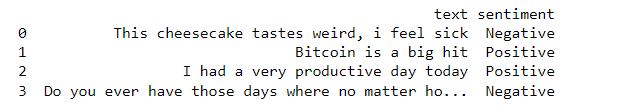 text sentiment
0 This cheesecake tastes weird, i feel sick Negative
1 Bitcoin is a big hit Positive
2 I had a very productive day today Positive
3 Do you ever have those days where no matter ho... Negative